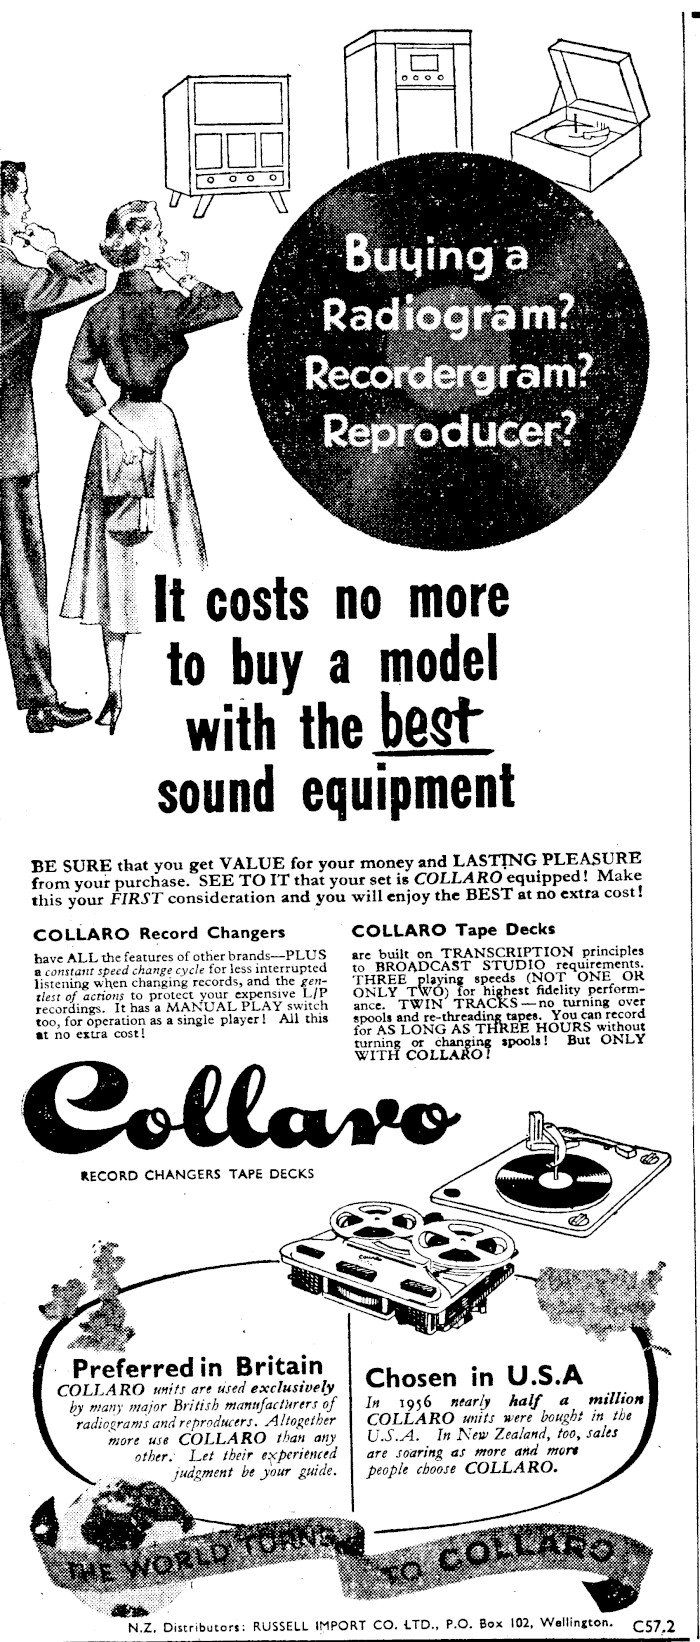 Buying a
Radiogram?
Recordergram?
Reproducer?
It costs no more
to buy a model
with the best
sound equipment
BE SURE that you get VALUE for your money and LASTING PLEASURE
from your purchase. SEE TO IT that your set is COLLARO equipped! Make
this your FIRST consideration and you will enjoy the BEST at no extra cost!
COLLARO Record Changers
have ALL the features of other brands—PLUS
a constant speed change cycle for less interrupted
listening when changing records, and the gen-
tlest of actions to protect your expensive L/P
recordings. It has a MANUAL PLAY switch
too, for operation as a single player! All this
at no extra cost!
COLLARO Tape Decks
are built on TRANSCRIPTION principles
to BROADCAST STUDIO requirements.
THREE playing speeds (NOT ONE OR
ONLY TWO) for highest fidelity perform-
ance. TWIN TRACKS—no turning over
spools and re-threading tapes. You can record
for AS LONG AS THREE HOURS without
turning or changing spools! But ONLY
WITH COLLARO!
Collaro
RECORD CHANGERS TAPE DECKS
Preferred in Britain
COLLARO units are used exclusively
by many major British manufacturers of
radiograms and reproducers. Altogether
more use COLLARO than any
other. Let their experienced
judgment be your guide.
Chosen in U.S.A
In 1956 nearly half a million
COLLARO units were bought in the
U.S.A. In New Zealand, too, sales
are soaring as more and more
people choose COLLARO.
THE WORLD TURNS
TO COLLARO
N.Z. Distributors: RUSSELL IMPORT CO. LTD., P.O. Box 102, Wellington.
C57.2